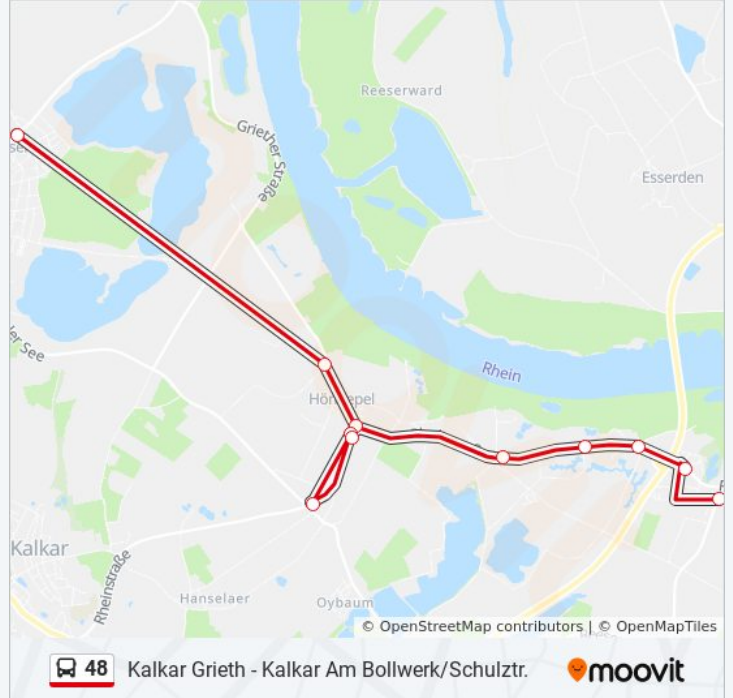 Reeserward
Griether Straße
Esserden
Rhein
Kalkar
Rheinstraße
Hanselaer
Oybaum
© OpenStreetMap contributors | © OpenMapTiles
48 Kalkar Grieth - Kalkar Am Bollwerk/Schulztr. moovit